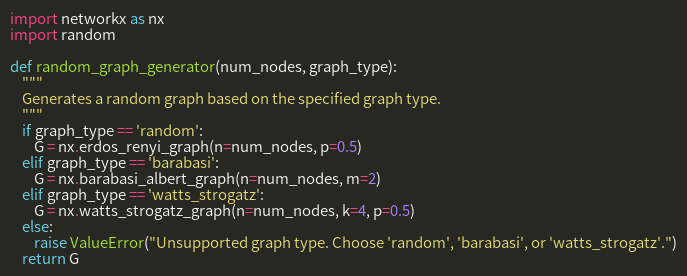 import networkx as nx
import random

def random_graph_generator(num_nodes, graph_type):
    """
    Generates a random graph based on the specified graph type.
    """
    if graph_type == 'random':
        G = nx.erdos_renyi_graph(n=num_nodes, p=0.5)
    elif graph_type == 'barabasi':
        G = nx.barabasi_albert_graph(n=num_nodes, m=2)
    elif graph_type == 'watts_strogatz':
        G = nx.watts_strogatz_graph(n=num_nodes, k=4, p=0.5)
    else:
        raise ValueError("Unsupported graph type. Choose 'random', 'barabasi', or 'watts_strogatz'.")
    return G